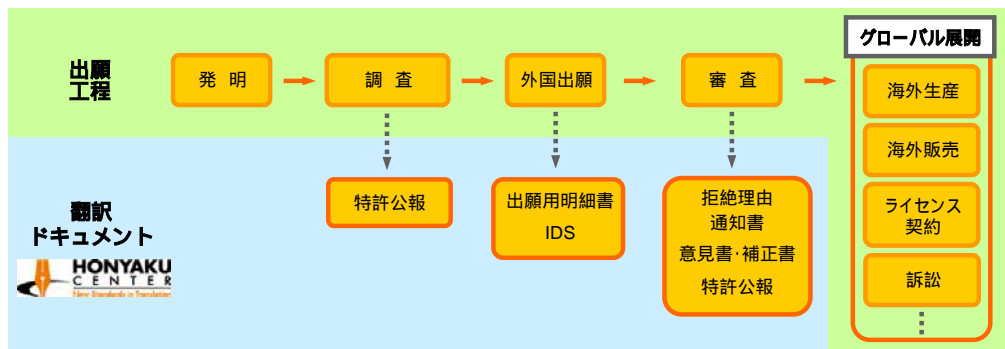 グローバル展開
出願
工程
発 明
調 査
外国出願
審 査
海外生産
海外販売
ライセンス
契約
訴訟
翻訳
ドキュメント
HONYAKU
CENTER
New Standards in Translation
特許公報
出願用明細書
IDS
拒絶理由
通知書
意見書・補正書
特許公報